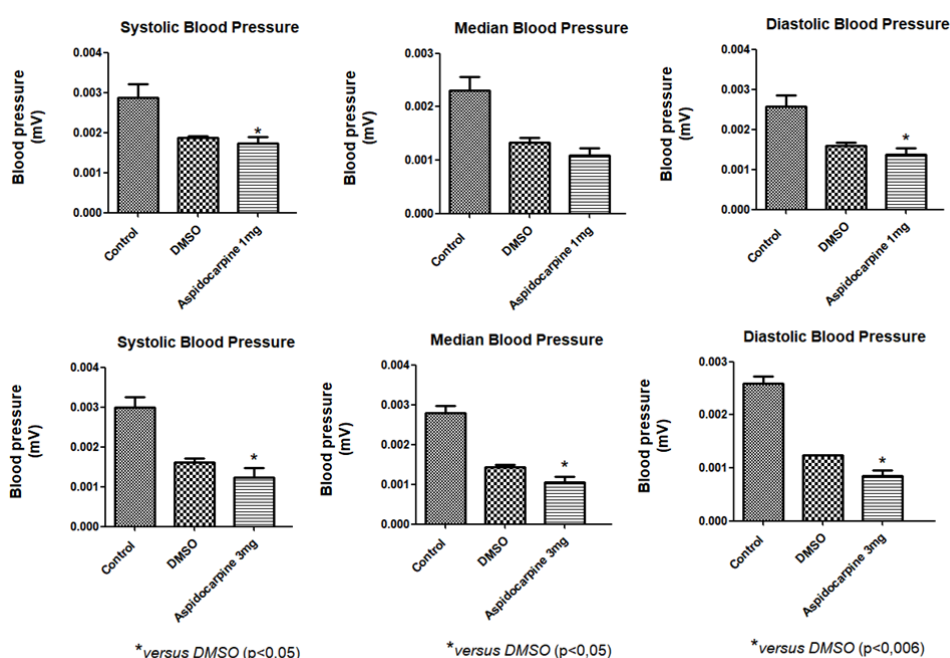 Systolic Blood Pressure
Blood pressure
(mV)
0.004
0.003
0.002
0.001
0.000
*
Control
DMSO
Aspidocarpine 1mg
Median Blood Pressure
Blood pressure
(mV)
0.003
0.002
0.001
0.000
Control
DMSO
Aspidocarpine 1mg
Diastolic Blood Pressure
Blood pressure
(mV)
0.004
0.003
0.002
0.001
0.000
*
Control
DMSO
Aspidocarpine 1mg
Systolic Blood Pressure
Blood pressure
(mV)
0.004
0.003
0.002
0.001
0.000
*
Control
DMSO
Aspidocarpine 3mg
*versus DMSO (p<0,05)
Median Blood Pressure
Blood pressure
(mV)
0.004
0.003
0.002
0.001
0.000
*
Control
DMSO
Aspidocarpine 3mg
*versus DMSO (p<0,05)
Diastolic Blood Pressure
Blood pressure
(mV)
0.003
0.002
0.001
0.000
*
Control
DMSO
Aspidocarpine 3mg
*versus DMSO (p<0,006)